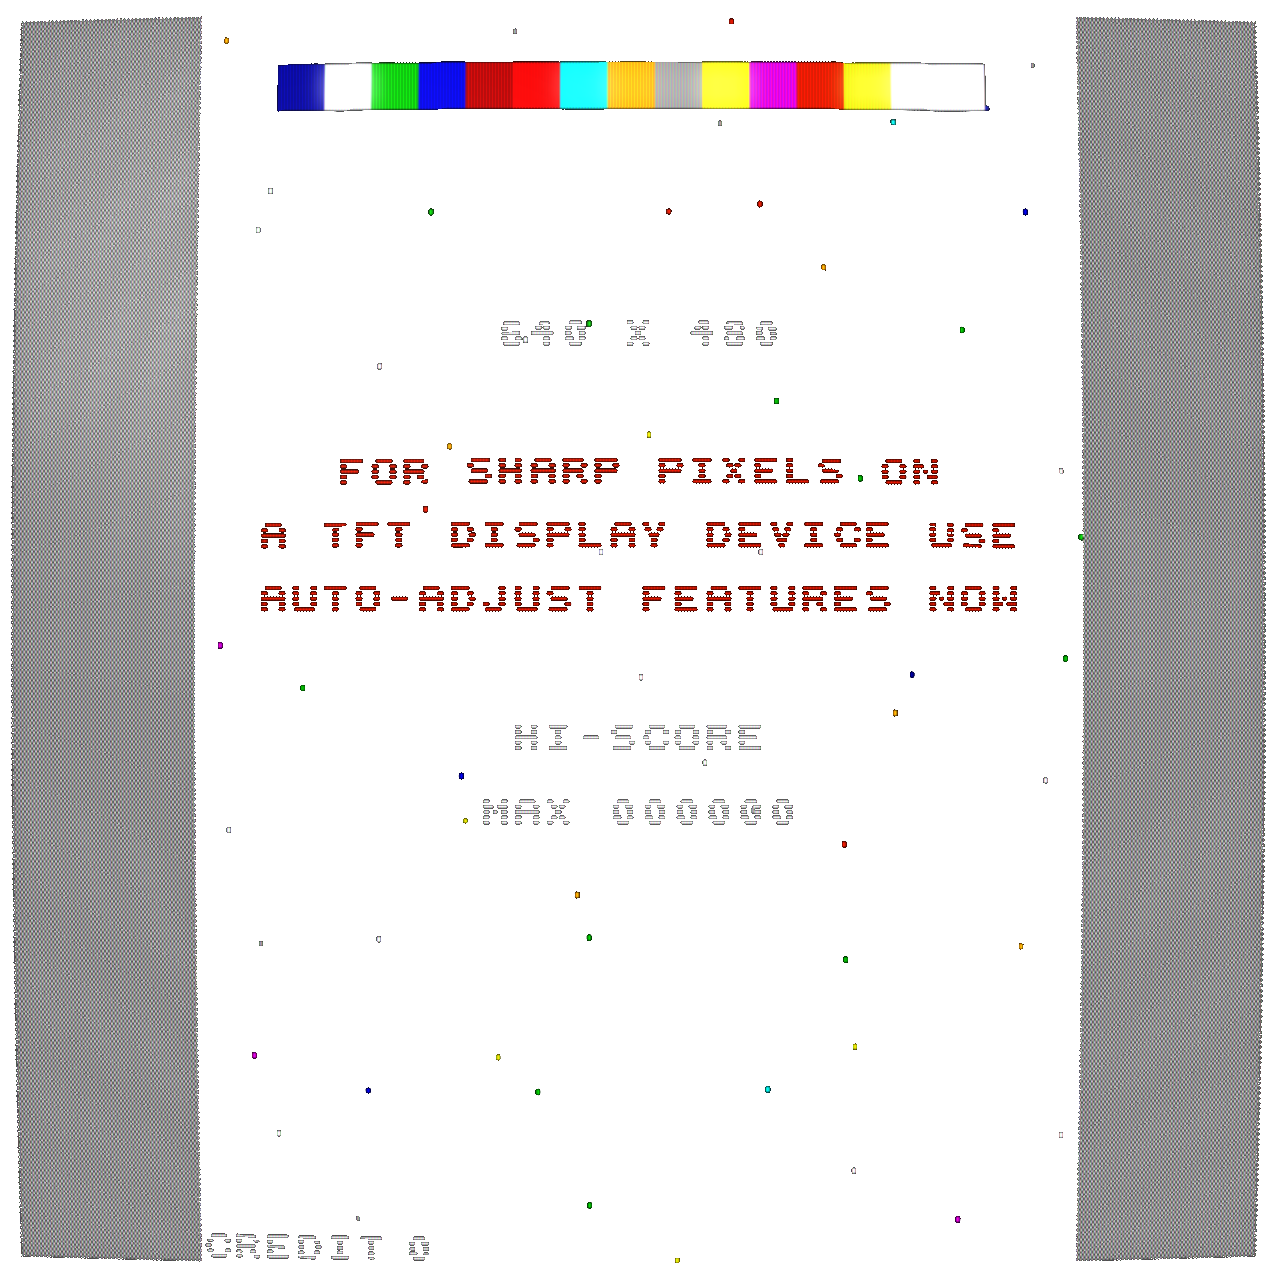 640 X 480
FOR SHARP PIXELS ON
A TFT DISPLAY DEVICE USE
AUTO-ADJUST FEATURES NOW
HI-SCORE
MAX 000000
CREDIT 0